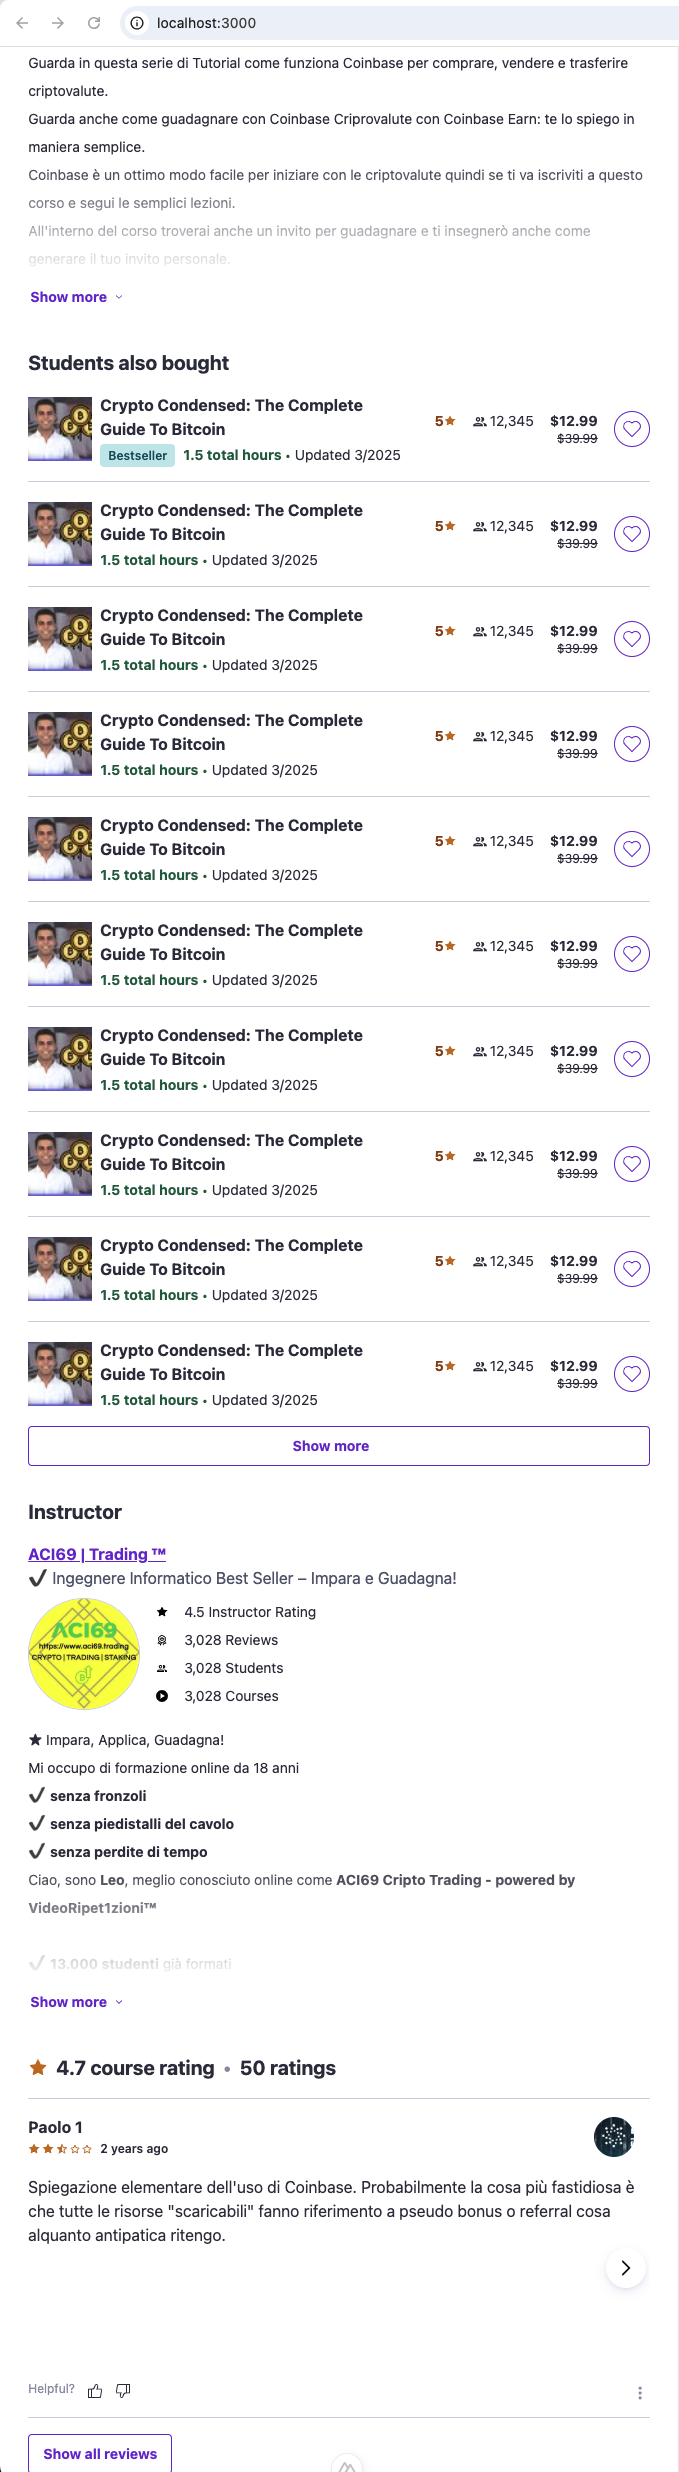 localhost:3000
Guarda in questa serie di Tutorial come funziona Coinbase per comprare, vendere e trasferire
criptovalute.
Guarda anche come guadagnare con Coinbase Criprovalute con Coinbase Earn: te lo spiego in
maniera semplice.
Coinbase è un ottimo modo facile per iniziare con le criptovalute quindi se ti va iscriviti a questo
corso e segui le semplici lezioni.
All'interno del corso troverai anche un invito per guadagnare e ti insegnerò anche come
generare il tuo invito personale.
Show more
Students also bought
Crypto Condensed: The Complete
Guide To Bitcoin
5 12,345 $12.99
$39.99
Bestseller 1.5 total hours • Updated 3/2025
Crypto Condensed: The Complete
Guide To Bitcoin
5 12,345 $12.99
$39.99
1.5 total hours • Updated 3/2025
Crypto Condensed: The Complete
Guide To Bitcoin
5 12,345 $12.99
$39.99
1.5 total hours • Updated 3/2025
Crypto Condensed: The Complete
Guide To Bitcoin
5 12,345 $12.99
$39.99
1.5 total hours • Updated 3/2025
Crypto Condensed: The Complete
Guide To Bitcoin
5 12,345 $12.99
$39.99
1.5 total hours • Updated 3/2025
Crypto Condensed: The Complete
Guide To Bitcoin
5 12,345 $12.99
$39.99
1.5 total hours • Updated 3/2025
Crypto Condensed: The Complete
Guide To Bitcoin
5 12,345 $12.99
$39.99
1.5 total hours • Updated 3/2025
Crypto Condensed: The Complete
Guide To Bitcoin
5 12,345 $12.99
$39.99
1.5 total hours • Updated 3/2025
Crypto Condensed: The Complete
Guide To Bitcoin
5 12,345 $12.99
$39.99
1.5 total hours • Updated 3/2025
Crypto Condensed: The Complete
Guide To Bitcoin
5 12,345 $12.99
$39.99
1.5 total hours • Updated 3/2025
Show more
Instructor
ACI69 | Trading ™
✔ Ingegnere Informatico Best Seller – Impara e Guadagna!
ACI69
https://www.aci69.trading
CRYPTO | TRADING | STAKING
4.5 Instructor Rating
3,028 Reviews
3,028 Students
3,028 Courses
★ Impara, Applica, Guadagna!
Mi occupo di formazione online da 18 anni
✔ senza fronzoli
✔ senza piedistalli del cavolo
✔ senza perdite di tempo
Ciao, sono Leo, meglio conosciuto online come ACI69 Cripto Trading - powered by
VideoRipet1zioni™
✔ 13.000 studenti già formati
Show more
4.7 course rating • 50 ratings
Paolo 1
2 years ago
Spiegazione elementare dell'uso di Coinbase. Probabilmente la cosa più fastidiosa è
che tutte le risorse "scaricabili" fanno riferimento a pseudo bonus o referral cosa
alquanto antipatica ritengo.
Helpful?
Show all reviews